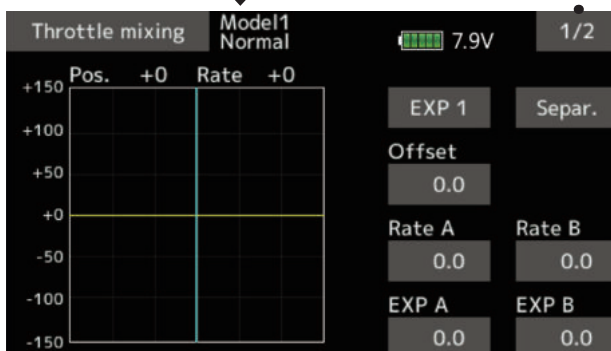 Throttle mixing Model1 Normal 7.9V 1/2
Pos. +0 Rate +0
+150
+100
+50
+0
-50
-100
-150
EXP 1 Separ.
Offset
0.0
Rate A Rate B
0.0 0.0
EXP A EXP B
0.0 0.0